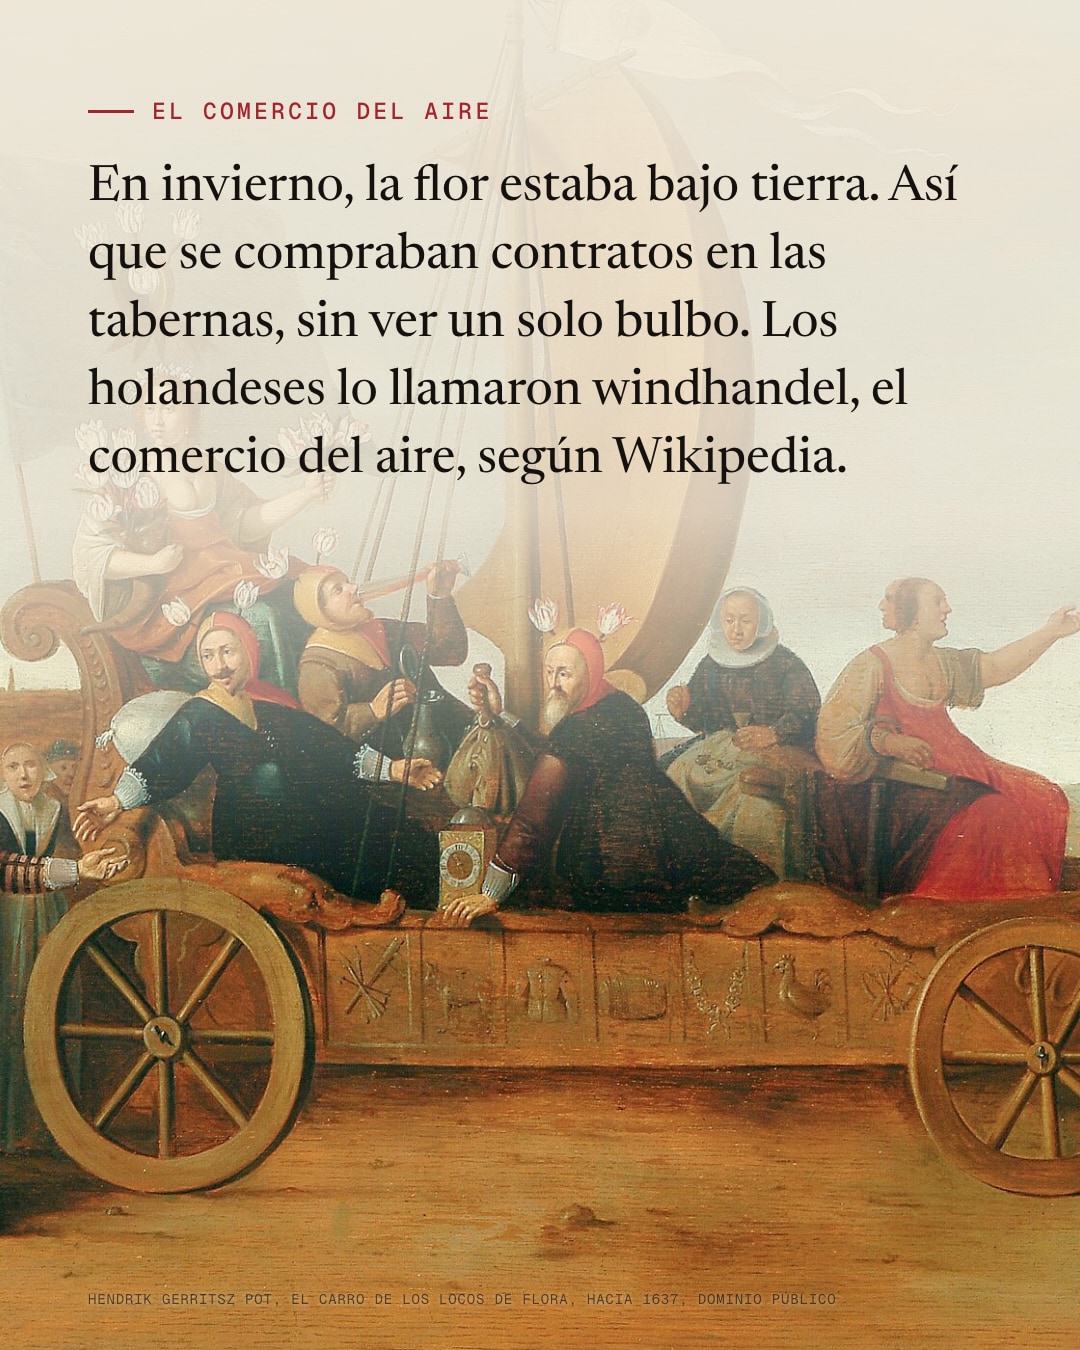 EL COMERCIO DEL AIRE
En invierno, la flor estaba bajo tierra. Así
que se compraban contratos en las
tabernas, sin ver un solo bulbo. Los
holandeses lo llamaron windhandel, el
comercio del aire, según Wikipedia.
HENDRIK GERRITSZ POT, EL CARRO DE LOS LOCOS DE FLORA, HACIA 1637, DOMINIO PÚBLICO